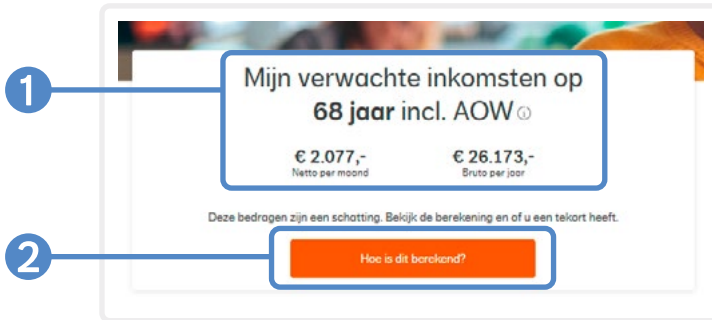 1
Mijn verwachte inkomsten op
68 jaar incl. AOW
€ 2.077,- € 26.173,-
Netto per maand Bruto per jaar
Deze bedragen zijn een schatting. Bekijk de berekening en of u een tekort heeft.
2
Hoe is dit berekend?